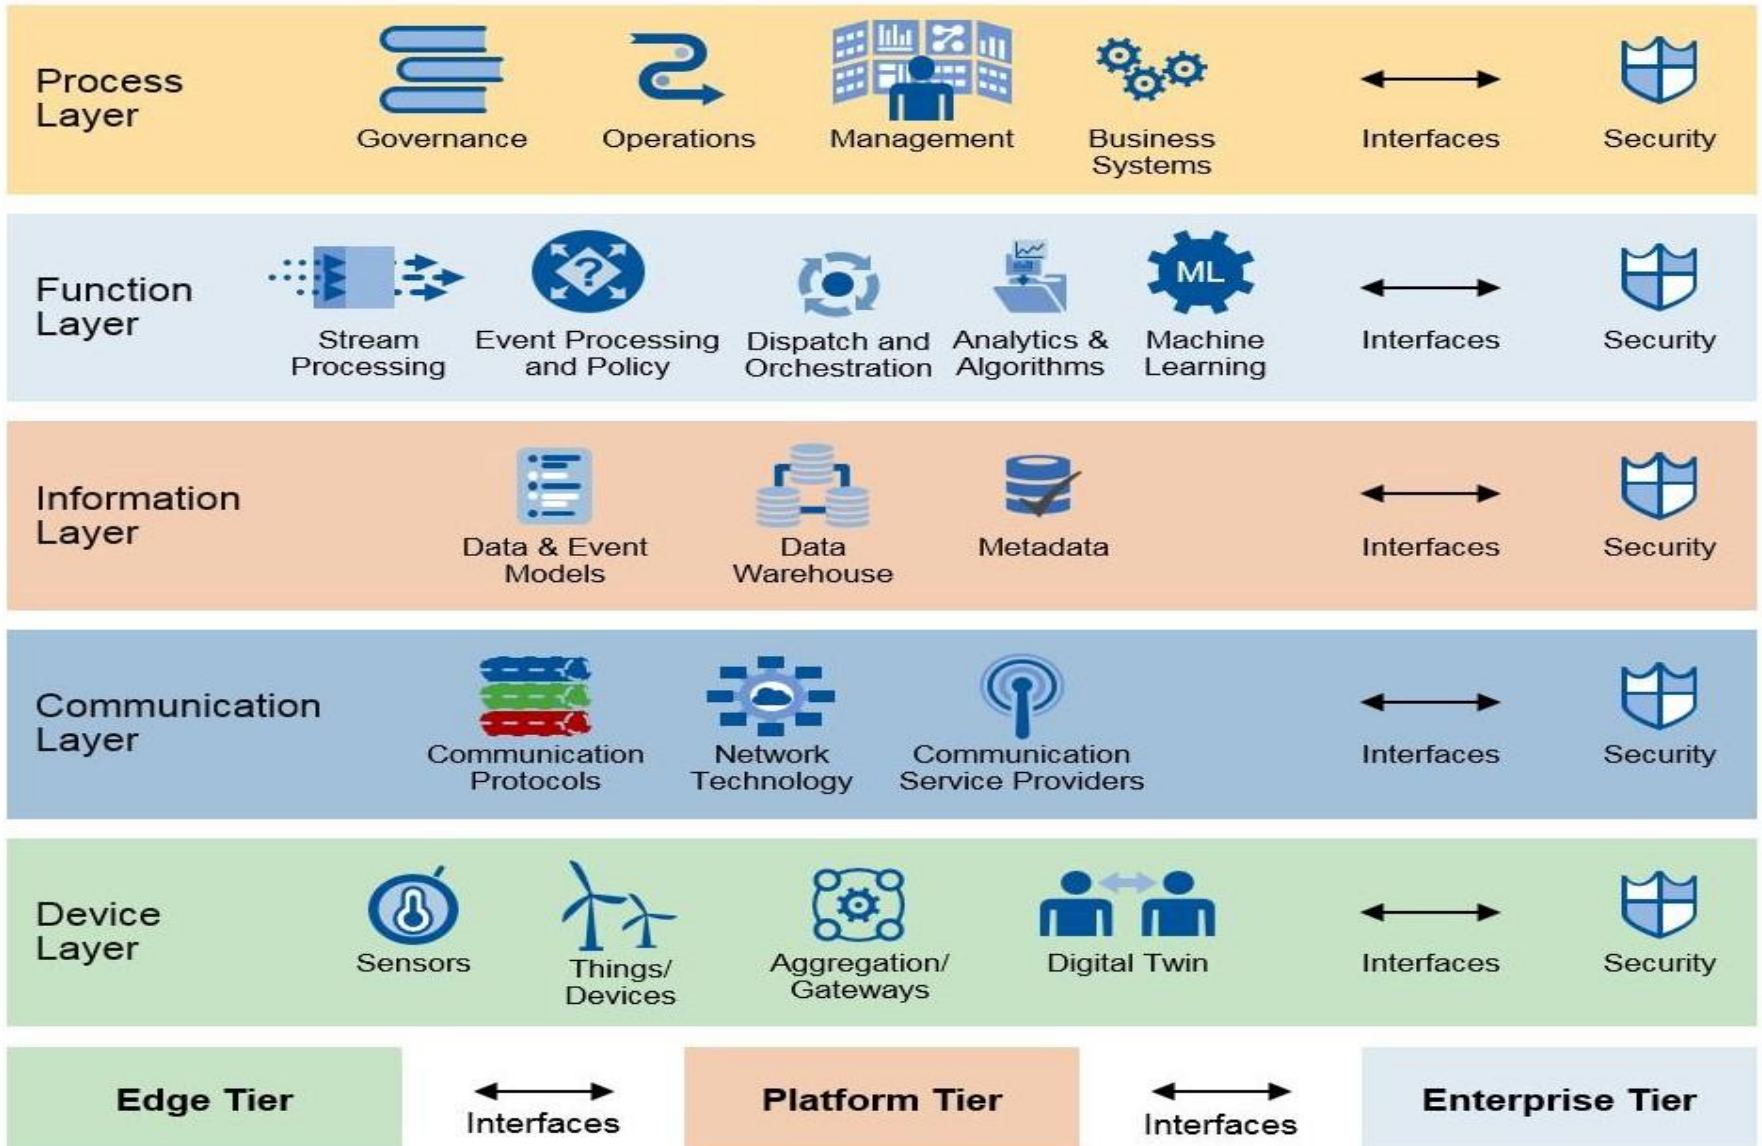 Process
Layer
Governance
Operations
Management
Business
Systems
Interfaces
Security
Function
Layer
Stream
Processing
?
Event Processing
and Policy
Dispatch and
Orchestration
Analytics &
Algorithms
ML
Machine
Learning
Interfaces
Security
Information
Layer
Data & Event
Models
Data
Warehouse
Metadata
Interfaces
Security
Communication
Layer
Communication
Protocols
Network
Technology
Communication
Service Providers
Interfaces
Security
Device
Layer
Sensors
Things/
Devices
Aggregation/
Gateways
Digital Twin
Interfaces
Security
Edge Tier
Interfaces
Platform Tier
Interfaces
Enterprise Tier